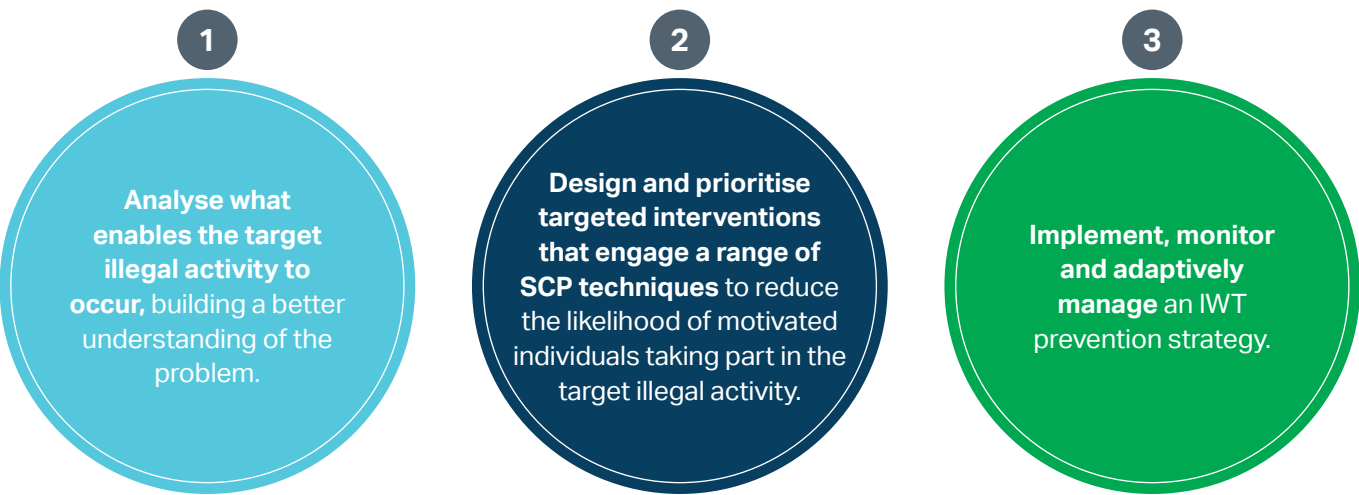 1
Analyse what
enables the target
illegal activity to
occur, building a better
understanding of the
problem.
2
Design and prioritise
targeted interventions
that engage a range of
SCP techniques to reduce
the likelihood of motivated
individuals taking part in the
target illegal activity.
3
Implement, monitor
and adaptively
manage an IWT
prevention strategy.